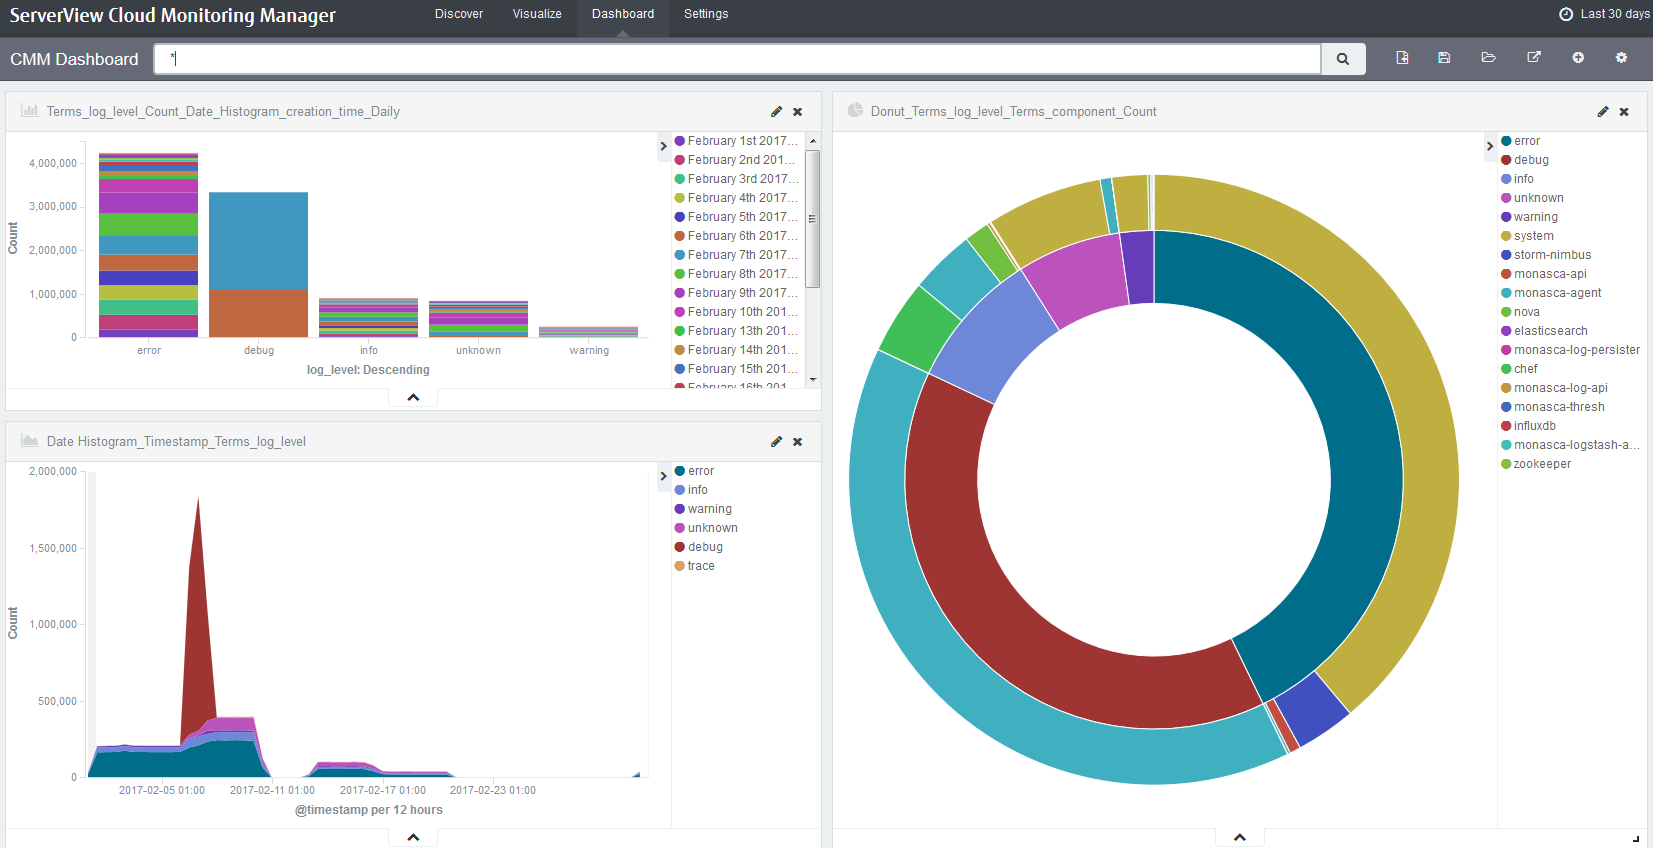 ServerView Cloud Monitoring Manager
Discover
Visualize
Dashboard
Settings
Last 30 days
CMM Dashboard
*
Terms_log_level_Count_Date_Histogram_creation_time_Daily
Count
4,000,000
3,000,000
2,000,000
1,000,000
0
error
debug
info
unknown
warning
log_level: Descending
February 1st 2017...
February 2nd 201...
February 3rd 2017...
February 4th 2017...
February 5th 2017...
February 6th 2017...
February 7th 2017...
February 8th 2017...
February 9th 2017...
February 10th 201...
February 13th 201...
February 14th 201...
February 15th 201...
February 16th 201...
Date Histogram_Timestamp_Terms_log_level
Count
2,000,000
1,500,000
1,000,000
500,000
0
2017-02-05 01:00
2017-02-11 01:00
2017-02-17 01:00
2017-02-23 01:00
@timestamp per 12 hours
error
info
warning
unknown
debug
trace
Donut_Terms_log_level_Terms_component_Count
error
debug
info
unknown
warning
system
storm-nimbus
monasca-api
monasca-agent
nova
elasticsearch
monasca-log-persister
chef
monasca-log-api
monasca-thresh
influxdb
monasca-logstash-a...
zookeeper